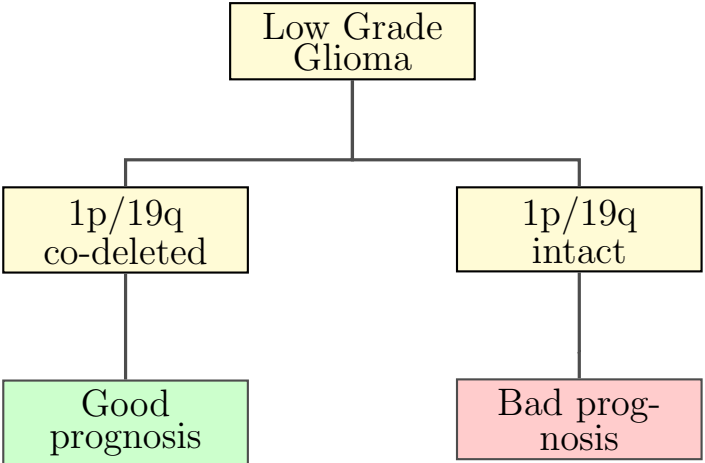 Low Grade
Glioma
1p/19q
co-deleted
1p/19q
intact
Good
prognosis
Bad prog-
nosis